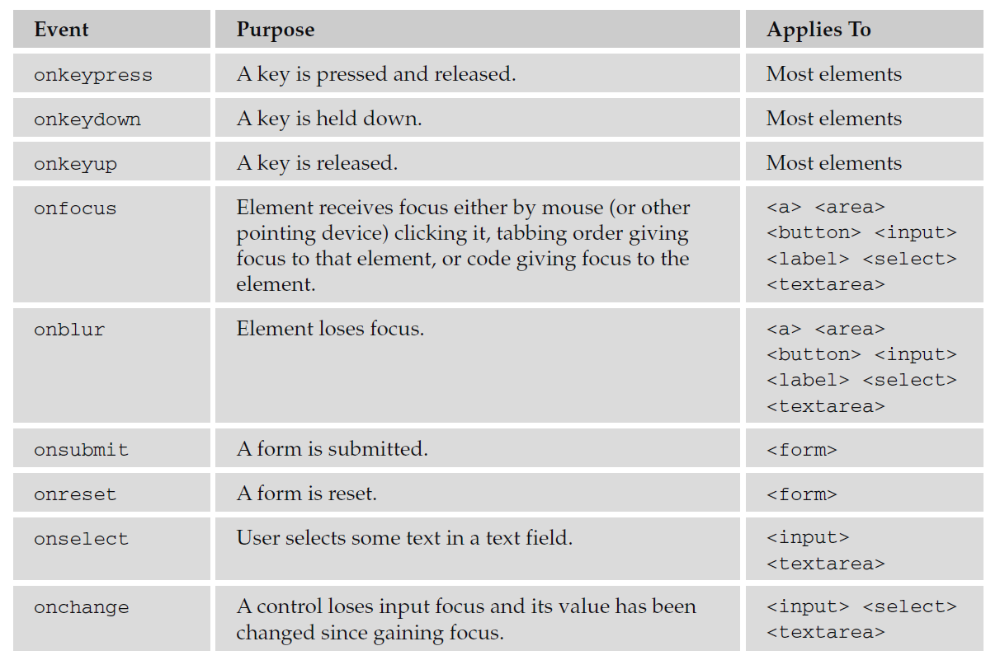 Event Purpose Applies To
onkeypress A key is pressed and released. Most elements
onkeydown A key is held down. Most elements
onkeyup A key is released. Most elements
onfocus Element receives focus either by mouse (or other <a> <area>
pointing device) clicking it, tabbing order giving <button> <input>
focus to that element, or code giving focus to the <label> <select>
element. <textarea>
onblur Element loses focus. <a> <area>
<button> <input>
<label> <select>
<textarea>
onsubmit A form is submitted. <form>
onreset A form is reset. <form>
onselect User selects some text in a text field. <input>
<textarea>
onchange A control loses input focus and its value has been <input> <select>
changed since gaining focus. <textarea>